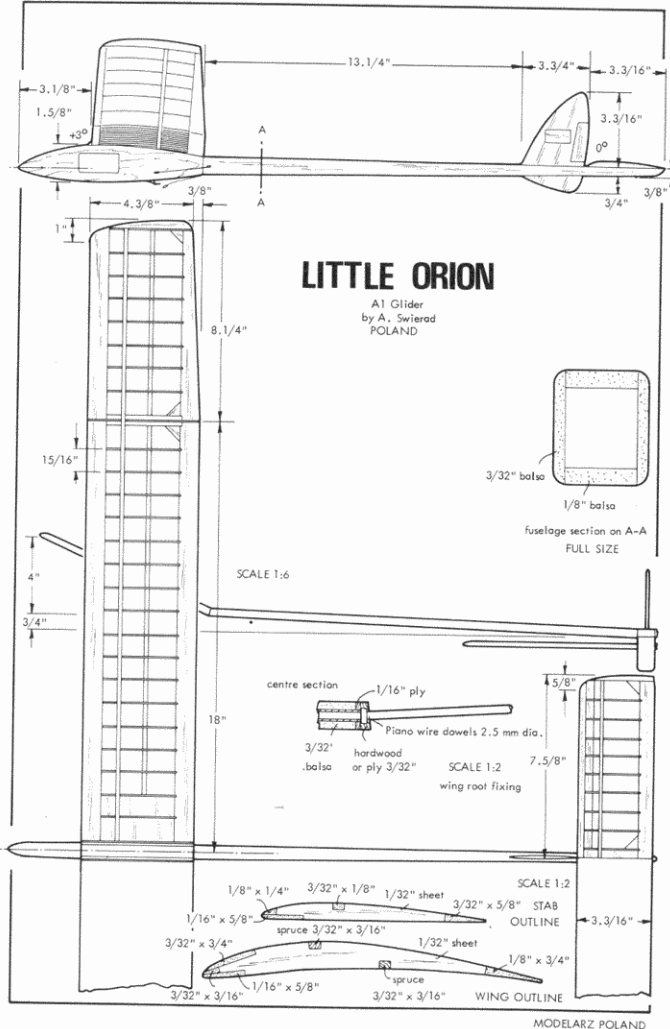 13.1/4"
3.3/4"
3.3/16"
3.1/8"
1.5/8"
+3°
A
A
0°
3.3/16"
3/8"
3/8"
3/4"
4.3/8"
1"
LITTLE ORION
A1 Glider
by A. Swierad
POLAND
8.1/4"
15/16"
3/32" balsa
1/8" balsa
fuselage section on A-A
FULL SIZE
SCALE 1:6
4"
3/4"
centre section
1/16" ply
5/8"
18"
Piano wire dowels 2.5 mm dia.
3/32'
.balsa
hardwood
or ply 3/32"
SCALE 1:2
wing root fixing
7.5/8"
SCALE 1:2
STAB
OUTLINE
1/8" x 1/4"
3/32" x 1/8"
1/32" sheet
3/32" x 5/8"
1/16" x 5/8"
spruce 3/32" x 3/16"
3.3/16"
3/32" x 3/4"
1/32" sheet
1/8" x 3/4"
3/32" x 3/16"
1/16" x 5/8"
spruce
3/32" x 3/16"
WING OUTLINE
MODELARZ POLAND